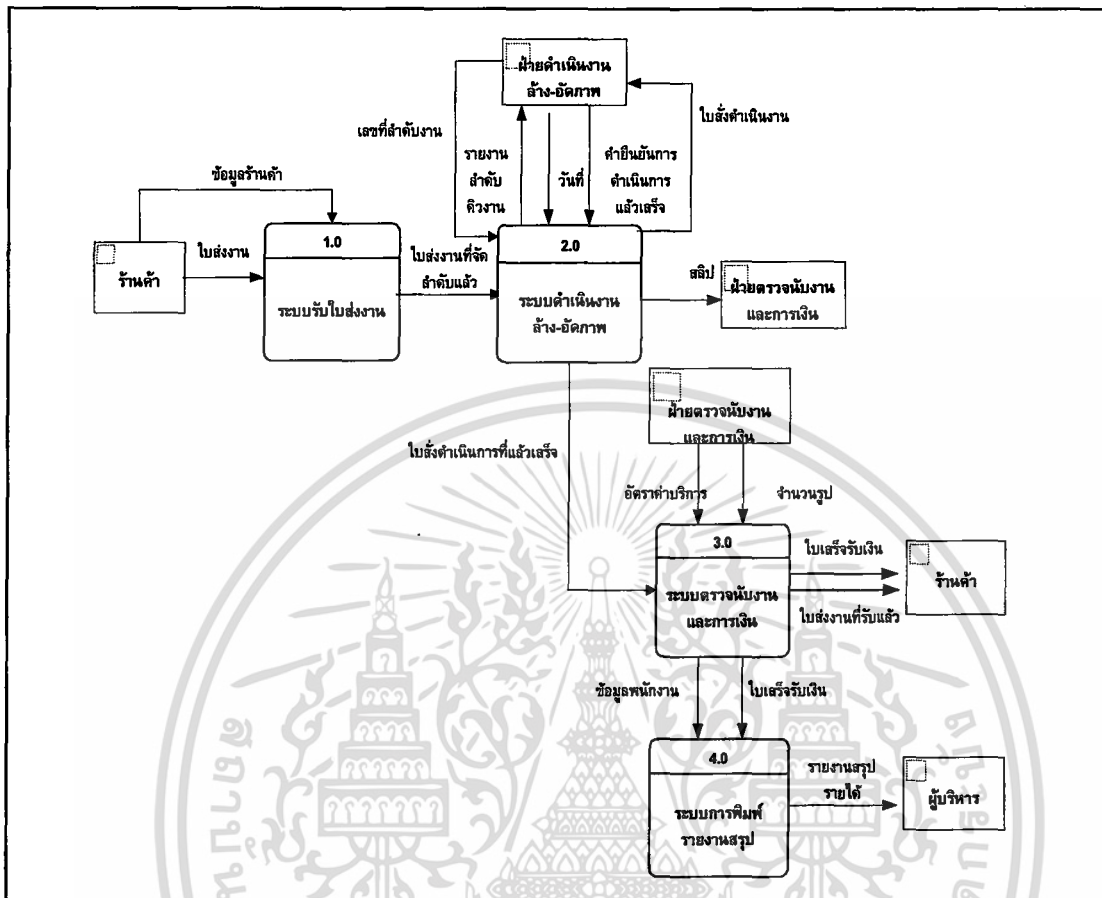 ฝ่ายดำเนินงาน
ล้าง-อัดภาพ
ใบสั่งดำเนินงาน
เลขที่ลำดับงาน
รายงาน
ลำดับ
คิวงาน
วันที่
คำยืนยันการ
ดำเนินการ
แล้วเสร็จ
ข้อมูลร้านค้า
ร้านค้า
ใบส่งงาน
1.0
ระบบรับใบส่งงาน
ใบส่งงานที่จัด
ลำดับแล้ว
2.0
ระบบดำเนินงาน
ล้าง-อัดภาพ
สลิป
ฝ่ายตรวจนับงาน
และการเงิน
ฝ่ายตรวจนับงาน
และการเงิน
ใบสั่งดำเนินการที่แล้วเสร็จ
อัตราค่าบริการ
จำนวนรูป
3.0
ระบบตรวจนับงาน
และการเงิน
ใบเสร็จรับเงิน
ใบส่งงานที่รับแล้ว
ร้านค้า
ข้อมูลพนักงาน
ใบเสร็จรับเงิน
4.0
ระบบการพิมพ์
รายงานสรุป
รายงานสรุป
รายได้
ผู้บริหาร